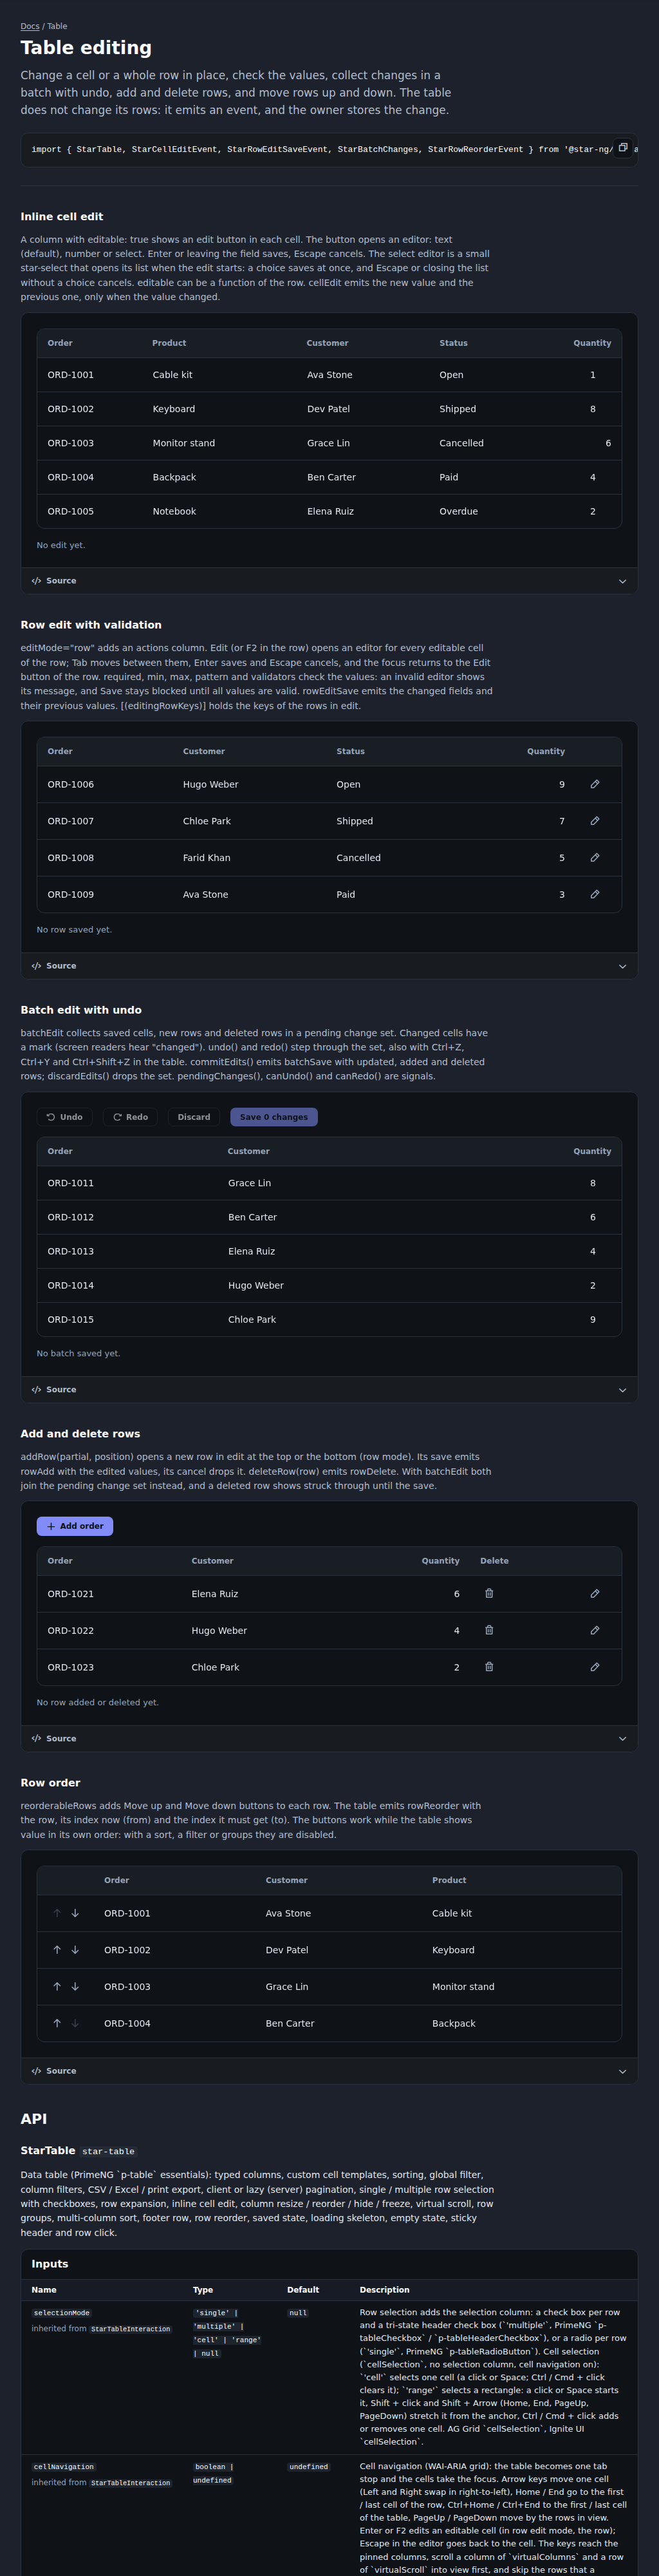 Docs / Table
Table editing
Change a cell or a whole row in place, check the values, collect changes in a
batch with undo, add and delete rows, and move rows up and down. The table
does not change its rows: it emits an event, and the owner stores the change.
import { StarTable, StarCellEditEvent, StarRowEditSaveEvent, StarBatchChanges, StarRowReorderEvent } from '@star-ng/
Inline cell edit
A column with editable: true shows an edit button in each cell. The button opens an editor: text
(default), number or select. Enter or leaving the field saves, Escape cancels. The select editor is a small
star-select that opens its list when the edit starts: a choice saves at once, and Escape or closing the list
without a choice cancels. editable can be a function of the row. cellEdit emits the new value and the
previous one, only when the value changed.
Order Product Customer Status Quantity
ORD-1001 Cable kit Ava Stone Open 1
ORD-1002 Keyboard Dev Patel Shipped 8
ORD-1003 Monitor stand Grace Lin Cancelled 6
ORD-1004 Backpack Ben Carter Paid 4
ORD-1005 Notebook Elena Ruiz Overdue 2
No edit yet.
Source
Row edit with validation
editMode="row" adds an actions column. Edit (or F2 in the row) opens an editor for every editable cell
of the row; Tab moves between them, Enter saves and Escape cancels, and the focus returns to the Edit
button of the row. required, min, max, pattern and validators check the values: an invalid editor shows
its message, and Save stays blocked until all values are valid. rowEditSave emits the changed fields and
their previous values. [(editingRowKeys)] holds the keys of the rows in edit.
Order Customer Status Quantity
ORD-1006 Hugo Weber Open 9
ORD-1007 Chloe Park Shipped 7
ORD-1008 Farid Khan Cancelled 5
ORD-1009 Ava Stone Paid 3
No row saved yet.
Source
Batch edit with undo
batchEdit collects saved cells, new rows and deleted rows in a pending change set. Changed cells have
a mark (screen readers hear "changed"). undo() and redo() step through the set, also with Ctrl+Z,
Ctrl+Y and Ctrl+Shift+Z in the table. commitEdits() emits batchSave with updated, added and deleted
rows; discardEdits() drops the set. pendingChanges(), canUndo() and canRedo() are signals.
Undo Redo Discard Save 0 changes
Order Customer Quantity
ORD-1011 Grace Lin 8
ORD-1012 Ben Carter 6
ORD-1013 Elena Ruiz 4
ORD-1014 Hugo Weber 2
ORD-1015 Chloe Park 9
No batch saved yet.
Source
Add and delete rows
addRow(partial, position) opens a new row in edit at the top or the bottom (row mode). Its save emits
rowAdd with the edited values, its cancel drops it. deleteRow(row) emits rowDelete. With batchEdit both
join the pending change set instead, and a deleted row shows struck through until the save.
Add order
Order Customer Quantity Delete
ORD-1021 Elena Ruiz 6
ORD-1022 Hugo Weber 4
ORD-1023 Chloe Park 2
No row added or deleted yet.
Source
Row order
reorderableRows adds Move up and Move down buttons to each row. The table emits rowReorder with
the row, its index now (from) and the index it must get (to). The buttons work while the table shows
value in its own order: with a sort, a filter or groups they are disabled.
Order Customer Product
ORD-1001 Ava Stone Cable kit
ORD-1002 Dev Patel Keyboard
ORD-1003 Grace Lin Monitor stand
ORD-1004 Ben Carter Backpack
Source
API
StarTable star-table
Data table (PrimeNG `p-table` essentials): typed columns, custom cell templates, sorting, global filter,
column filters, CSV / Excel / print export, client or lazy (server) pagination, single / multiple row selection
with checkboxes, row expansion, inline cell edit, column resize / reorder / hide / freeze, virtual scroll, row
groups, multi-column sort, footer row, row reorder, saved state, loading skeleton, empty state, sticky
header and row click.
Inputs
Name Type Default Description
selectionMode
inherited from StarTableInteraction
'single' |
'multiple' |
'cell' | 'range'
| null
null
Row selection adds the selection column: a check box per row
and a tri-state header check box (`'multiple'`, PrimeNG `p-
tableCheckbox` / `p-tableHeaderCheckbox`), or a radio per row
(`'single'`, PrimeNG `p-tableRadioButton`). Cell selection
(`cellSelection`, no selection column, cell navigation on):
`'cell'` selects one cell (a click or Space; Ctrl / Cmd + click
clears it); `'range'` selects a rectangle: a click or Space starts
it, Shift + click and Shift + Arrow (Home, End, PageUp,
PageDown) stretch it from the anchor, Ctrl / Cmd + click adds
or removes one cell. AG Grid `cellSelection`, Ignite UI
`cellSelection`.
cellNavigation
inherited from StarTableInteraction
boolean |
undefined
undefined
Cell navigation (WAI-ARIA grid): the table becomes one tab
stop and the cells take the focus. Arrow keys move one cell
(Left and Right swap in right-to-left), Home / End go to the first
/ last cell of the row, Ctrl+Home / Ctrl+End to the first / last cell
of the table, PageUp / PageDown move by the rows in view.
Enter or F2 edits an editable cell (in row edit mode, the row);
Escape in the editor goes back to the cell. The keys reach the
pinned columns, scroll a column of `virtualColumns` and a row
of `virtualScroll` into view first, and skip the rows that a